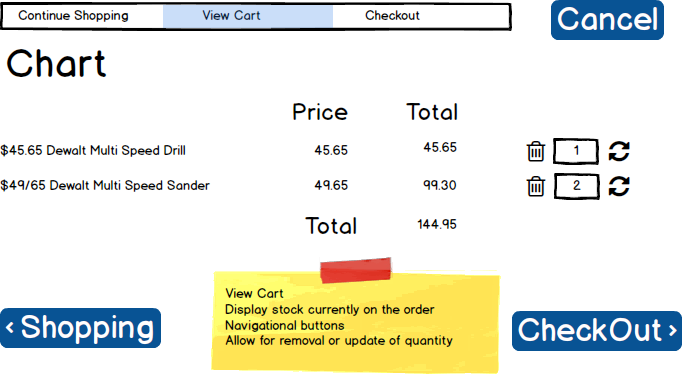 Continue Shopping View Cart Checkout
Cancel
Chart
Price Total
$45.65 Dewalt Multi Speed Drill 45.65 45.65 1
$49/65 Dewalt Multi Speed Sander 49.65 99.30 2
Total 144.95
View Cart
Display stock currently on the order
Navigational buttons
Allow for removal or update of quantity
‹ Shopping
CheckOut ›